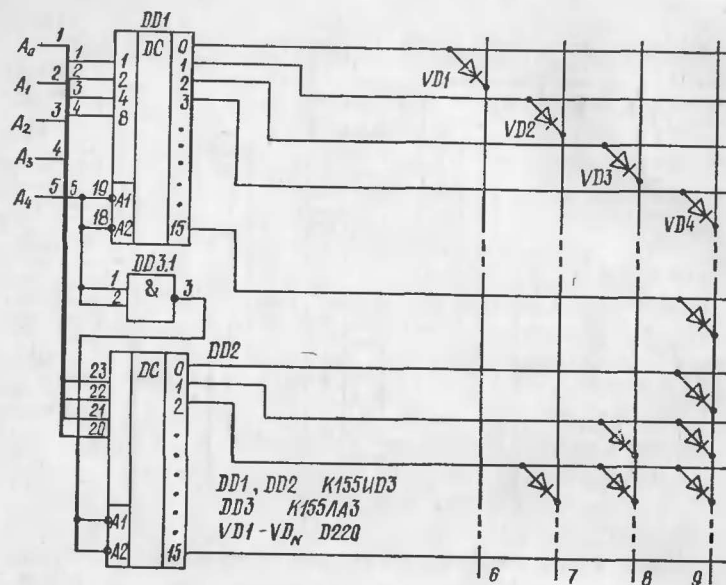 DD1
A₀ 1
DC
0
1 1
1
2 2
2
A₁ 2
3 4
3
4 8
A₂ 3
A₃ 4
A₄ 5 5
19 A1
18 A2
15
VD1
VD2
VD3
VD4
DD3.1
1
2
&
3
DD2
DC
0
23
1
22
2
21
20
A1
A2
15
DD1, DD2 К155ИD3
DD3 К155ЛА3
VD1-VDN D220
6 7 8 9